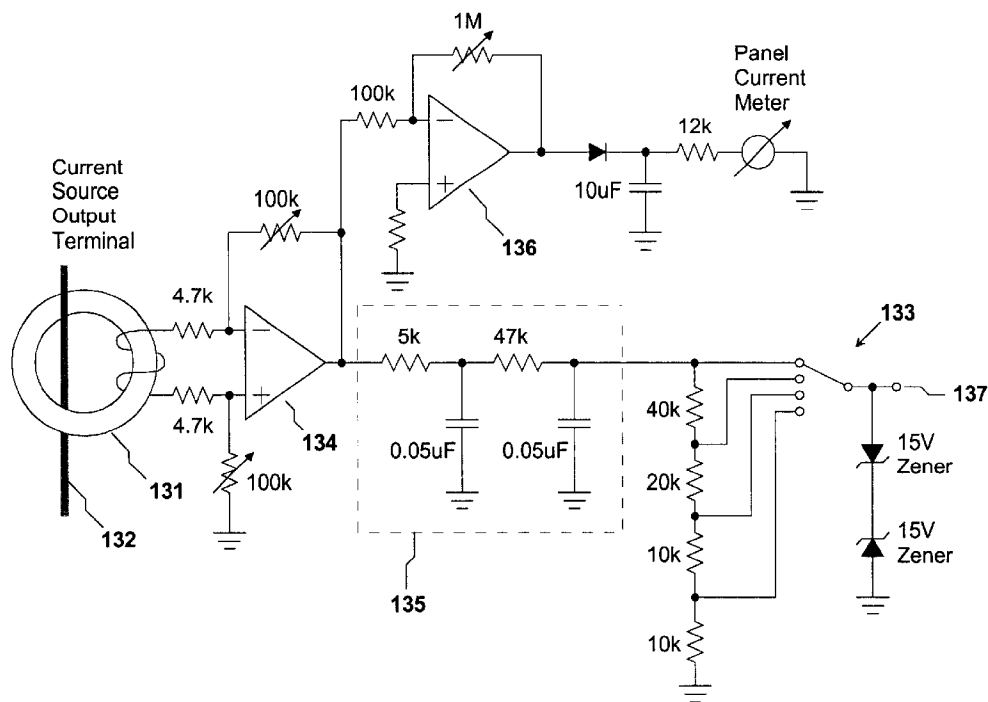 1M
Panel
Current
Meter
100k
12k
−
+
10uF
136
Current
Source
Output
Terminal
100k
4.7k
−
+
4.7k
134
100k
131
132
5k
47k
0.05uF
0.05uF
135
133
137
40k
20k
10k
10k
15V
Zener
15V
Zener